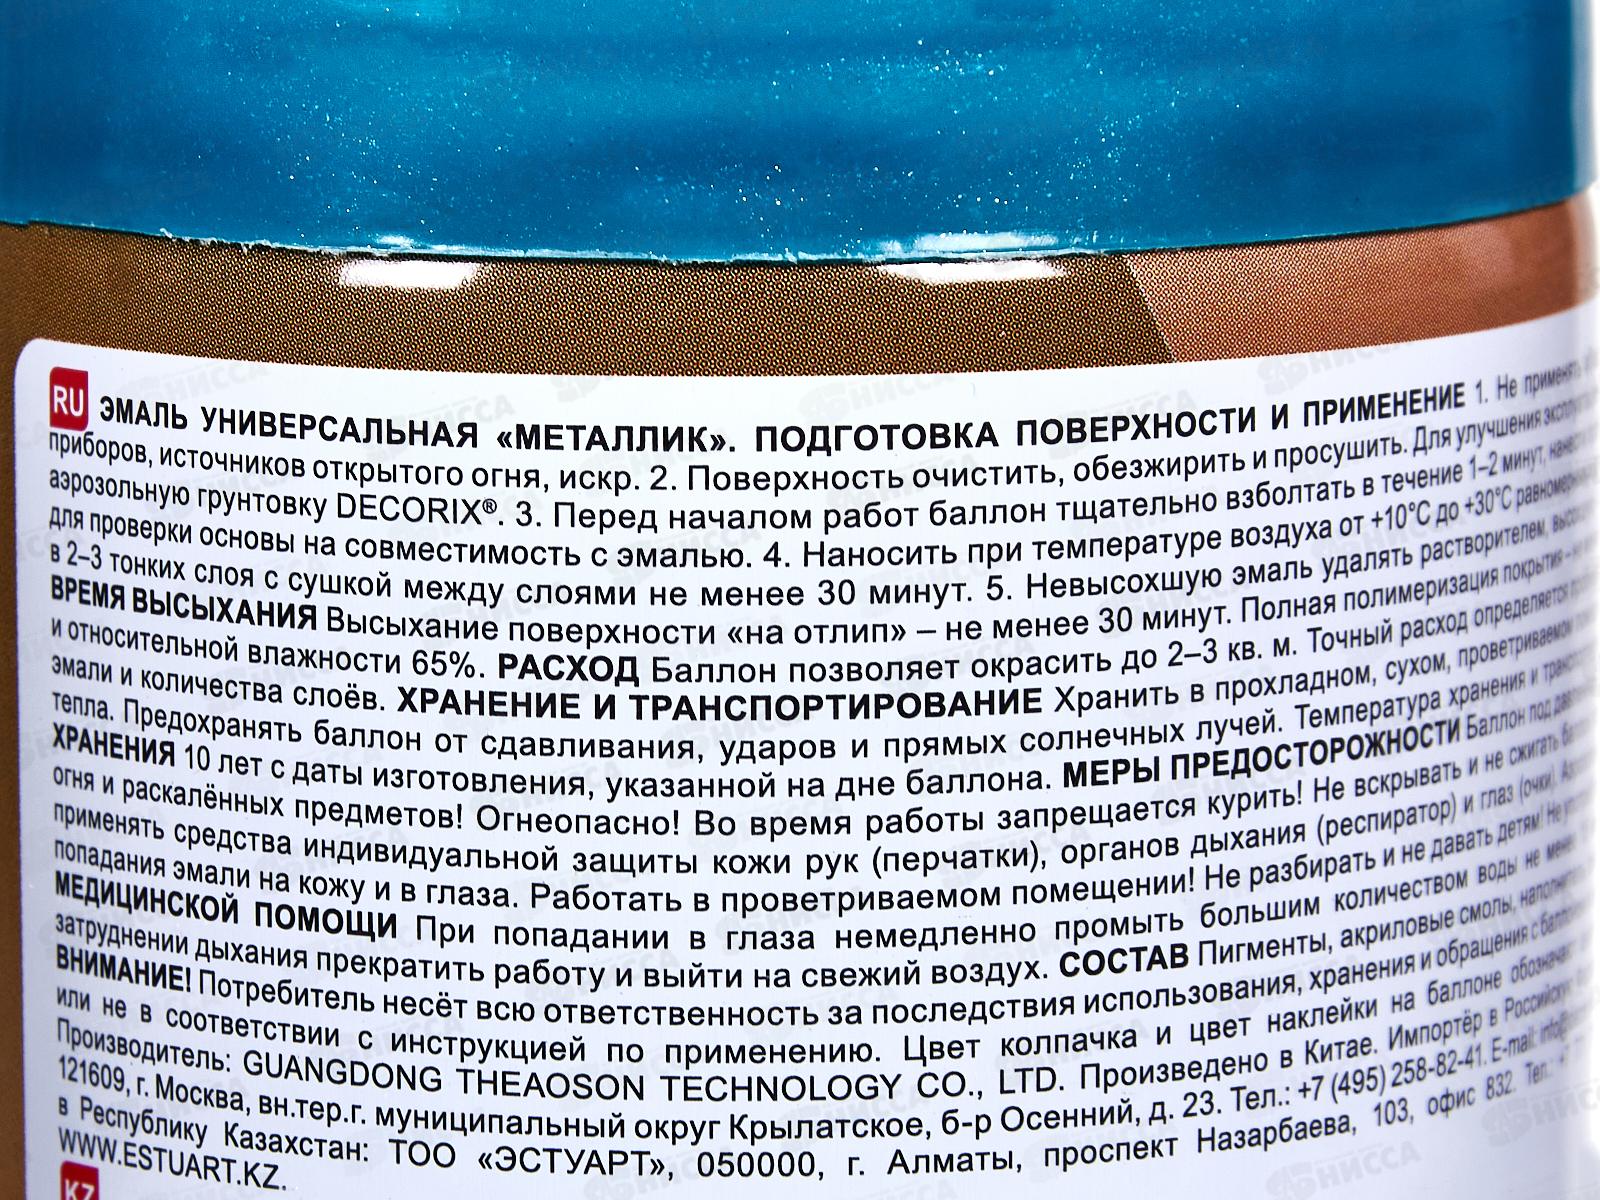 RU ЭМАЛЬ УНИВЕРСАЛЬНАЯ «МЕТАЛЛИК». ПОДГОТОВКА ПОВЕРХНОСТИ И ПРИМЕНЕНИЕ 1. Не применять
приборов, источников открытого огня, искр. 2. Поверхность очистить, обезжирить и просушить. Для улучшения
аэрозольную грунтовку DECORIX®. 3. Перед началом работ баллон тщательно взболтать в течение 1–2 минут,
для проверки основы на совместимость с эмалью. 4. Наносить при температуре воздуха от +10°С до +30°С
в 2–3 тонких слоя с сушкой между слоями не менее 30 минут. 5. Невысохшую эмаль удалять растворителем,
ВРЕМЯ ВЫСЫХАНИЯ Высыхание поверхности «на отлип» – не менее 30 минут. Полная полимеризация покрытия –
и относительной влажности 65%. РАСХОД Баллон позволяет окрасить до 2–3 кв. м. Точный расход определяется
эмали и количества слоёв. ХРАНЕНИЕ И ТРАНСПОРТИРОВАНИЕ Хранить в прохладном, сухом, проветриваемом
тепла. Предохранять баллон от сдавливания, ударов и прямых солнечных лучей. Температура хранения и
ХРАНЕНИЯ 10 лет с даты изготовления, указанной на дне баллона. МЕРЫ ПРЕДОСТОРОЖНОСТИ Баллон под
огня и раскалённых предметов! Огнеопасно! Во время работы запрещается курить! Не вскрывать и не сжигать
применять средства индивидуальной защиты кожи рук (перчатки), органов дыхания (респиратор) и глаз (очки).
попадания эмали на кожу и в глаза. Работать в проветриваемом помещении! Не разбирать и не давать детям! Не
МЕДИЦИНСКОЙ ПОМОЩИ При попадании в глаза немедленно промыть большим количеством воды не менее
затруднении дыхания прекратить работу и выйти на свежий воздух. СОСТАВ Пигменты, акриловые смолы,
ВНИМАНИЕ! Потребитель несёт всю ответственность за последствия использования, хранения и обращения с
или не в соответствии с инструкцией по применению. Цвет колпачка и цвет наклейки на баллоне
Производитель: GUANGDONG THEAOSON TECHNOLOGY CO., LTD. Произведено в Китае. Импортёр в
121609, г. Москва, вн.тер.г. муниципальный округ Крылатское, б-р Осенний, д. 23. Тел.: +7 (495) 258-82-41. E-mail:
в Республику Казахстан: ТОО «ЭСТУАРТ», 050000, г. Алматы, проспект Назарбаева, 103, офис 832. Тел.:
WWW.ESTUART.KZ.
KZ